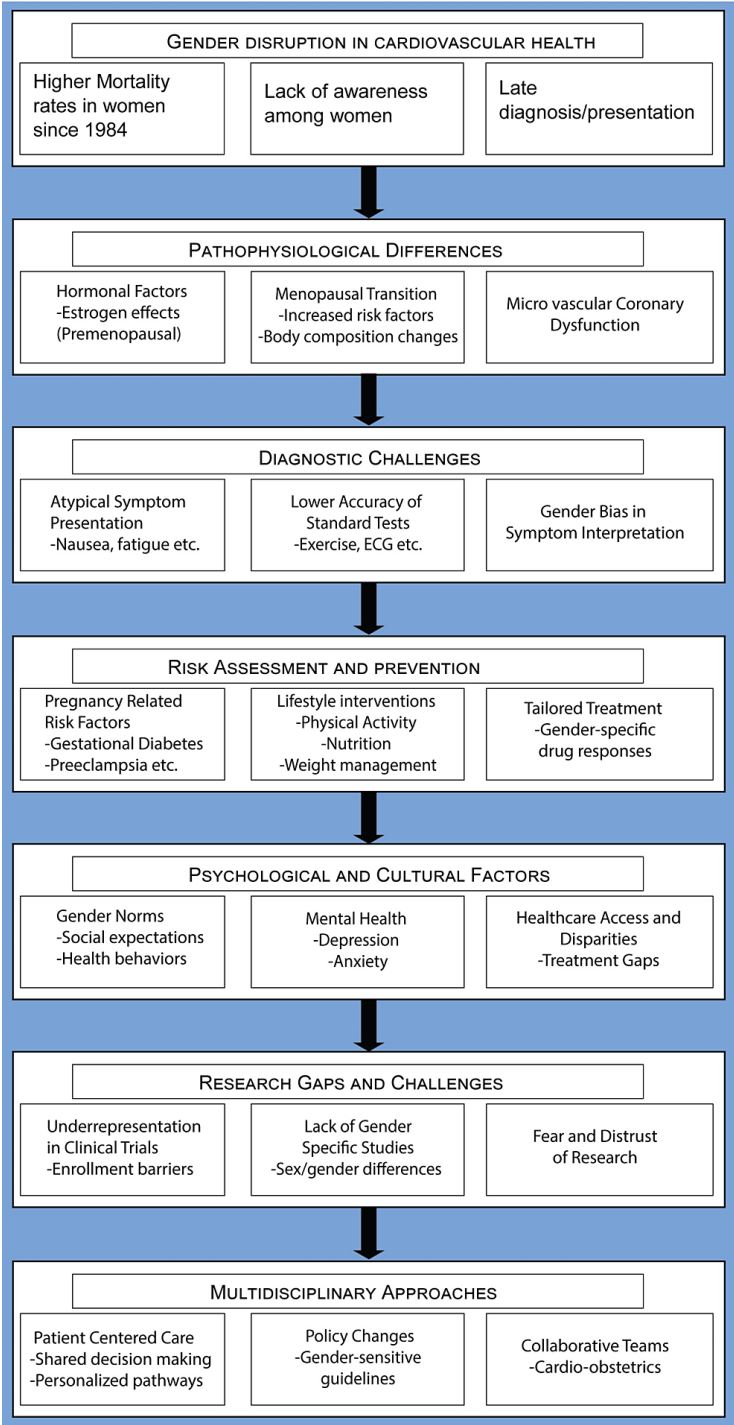 GENDER DISRUPTION IN CARDIOVASCULAR HEALTH
Higher Mortality
rates in women
since 1984
Lack of awareness
among women
Late
diagnosis/presentation
PATHOPHYSIOLOGICAL DIFFERENCES
Hormonal Factors
-Estrogen effects
(Premenopausal)
Menopausal Transition
-Increased risk factors
-Body composition changes
Micro vascular Coronary
Dysfunction
DIAGNOSTIC CHALLENGES
Atypical Symptom
Presentation
-Nausea, fatigue etc.
Lower Accuracy of
Standard Tests
-Exercise, ECG etc.
Gender Bias in
Symptom Interpretation
RISK ASSESSMENT AND PREVENTION
Pregnancy Related
Risk Factors
-Gestational Diabetes
-Preeclampsia etc.
Lifestyle interventions
-Physical Activity
-Nutrition
-Weight management
Tailored Treatment
-Gender-specific
drug responses
PSYCHOLOGICAL AND CULTURAL FACTORS
Gender Norms
-Social expectations
-Health behaviors
Mental Health
-Depression
-Anxiety
Healthcare Access and
Disparities
-Treatment Gaps
RESEARCH GAPS AND CHALLENGES
Underrepresentation
in Clinical Trials
-Enrollment barriers
Lack of Gender
Specific Studies
-Sex/gender differences
Fear and Distrust
of Research
MULTIDISCIPLINARY APPROACHES
Patient Centered Care
-Shared decision making
-Personalized pathways
Policy Changes
-Gender-sensitive
guidelines
Collaborative Teams
-Cardio-obstetrics